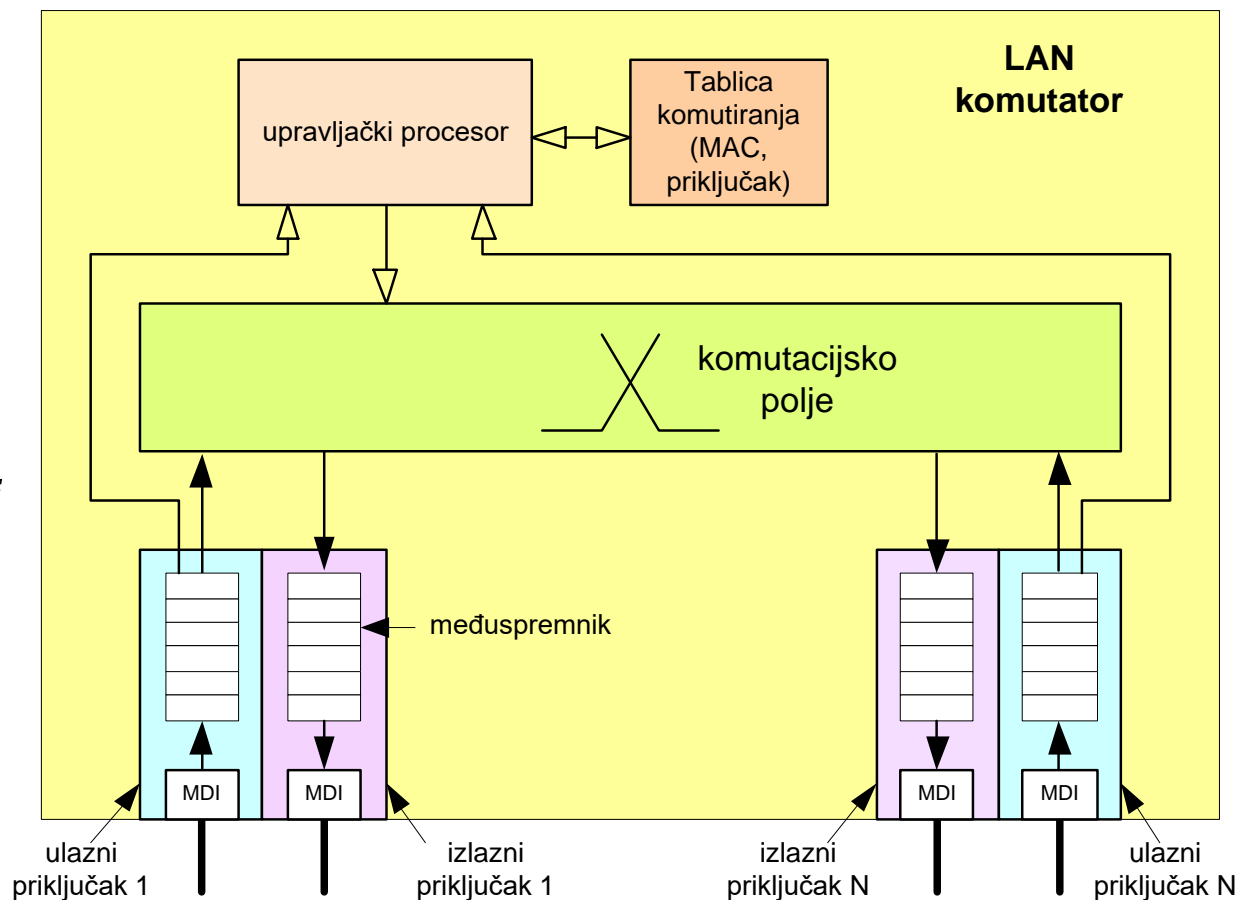 LAN
komutator
upravljački procesor
Tablica
komutiranja
(MAC,
priključak)
komutacijsko
polje
međuspremnik
MDI
MDI
MDI
MDI
ulazni
priključak 1
izlazni
priključak 1
izlazni
priključak N
ulazni
priključak N